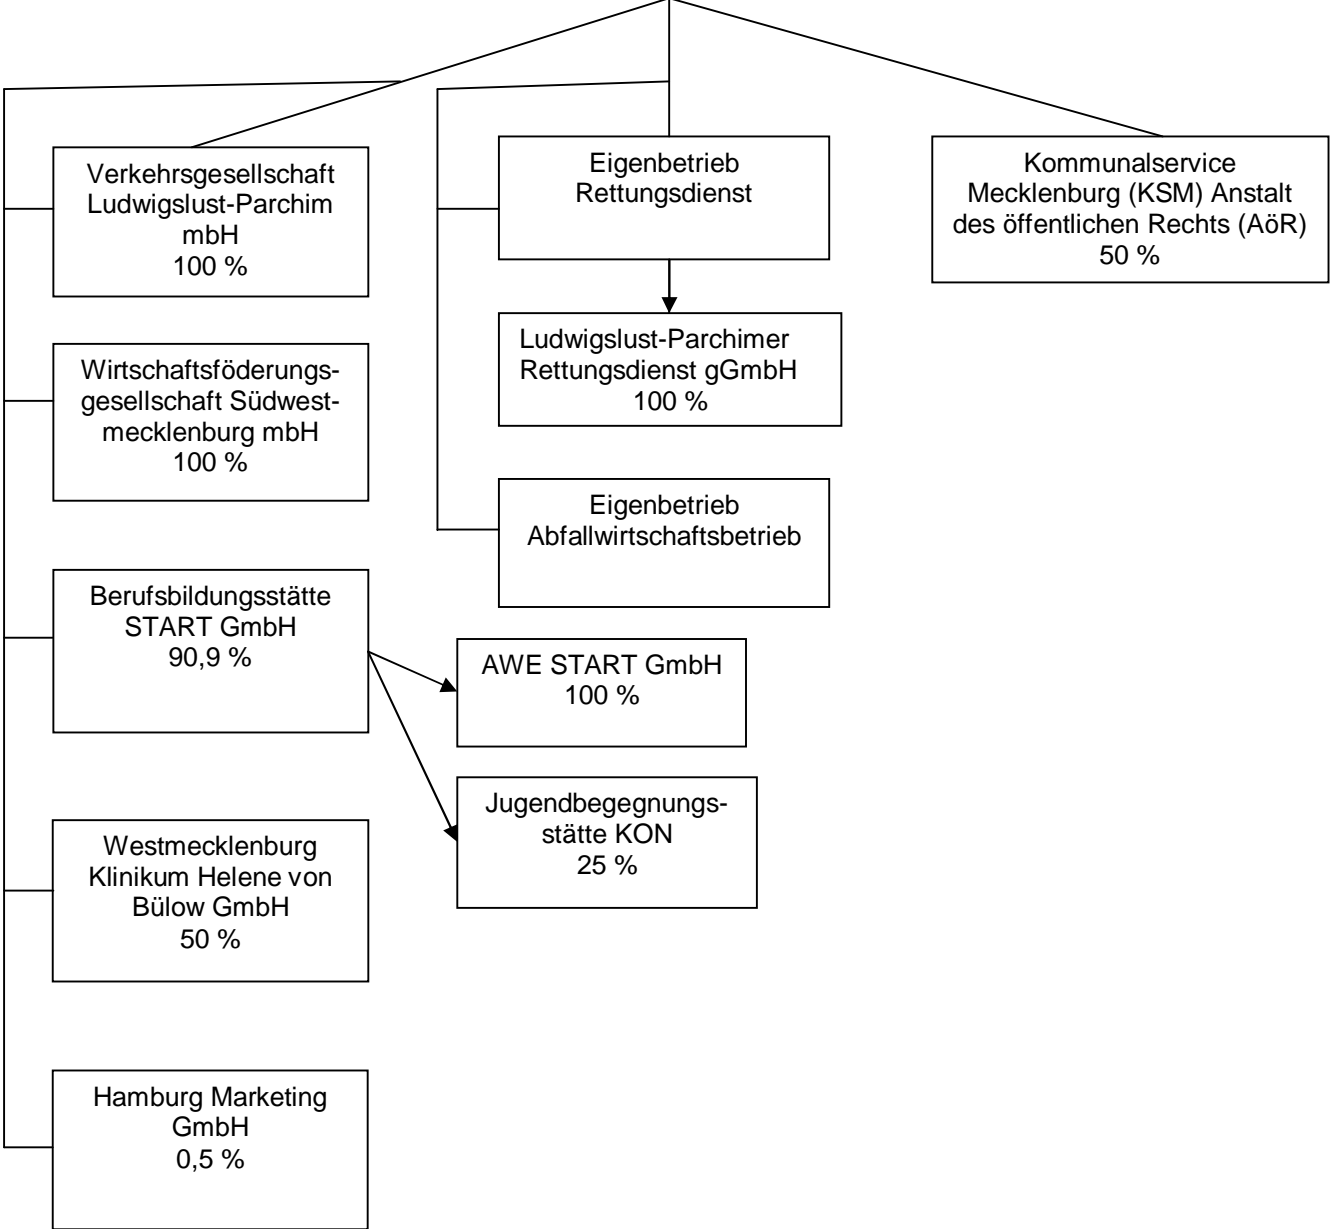 Verkehrsgesellschaft
Ludwigslust-Parchim
mbH
100 %
Wirtschaftsföderungs-
gesellschaft Südwest-
mecklenburg mbH
100 %
Berufsbildungsstätte
START GmbH
90,9 %
Westmecklenburg
Klinikum Helene von
Bülow GmbH
50 %
Hamburg Marketing
GmbH
0,5 %
Eigenbetrieb
Rettungsdienst
Ludwigslust-Parchimer
Rettungsdienst gGmbH
100 %
Eigenbetrieb
Abfallwirtschaftsbetrieb
AWE START GmbH
100 %
Jugendbegegnungs-
stätte KON
25 %
Kommunalservice
Mecklenburg (KSM) Anstalt
des öffentlichen Rechts (AöR)
50 %